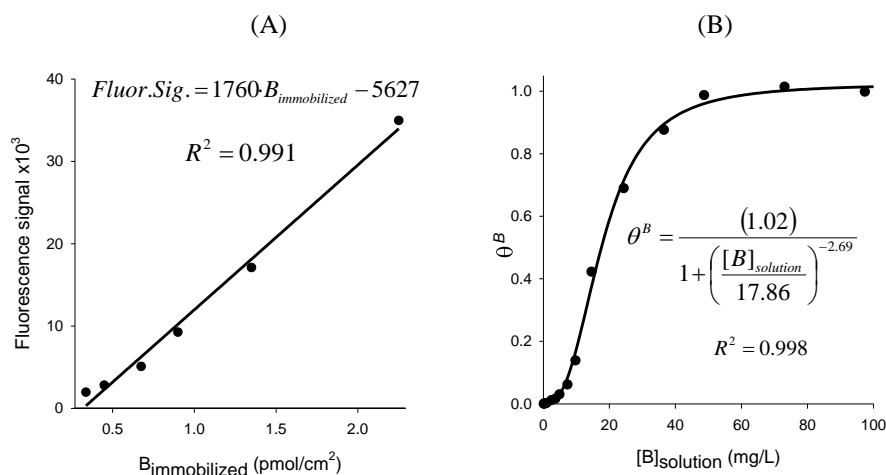 (A)
(B)
Fluor.Sig. = 1760·B_immobilized − 5627
R² = 0.991
Fluorescence signal x10³
40
30
20
10
0
0.5 1.0 1.5 2.0
B_immobilized (pmol/cm²)
θ^B = (1.02) / (1 + ([B]_solution / 17.86)^−2.69)
R² = 0.998
θ^B
1.0
0.8
0.6
0.4
0.2
0.0
0 20 40 60 80 100
[B]_solution (mg/L)